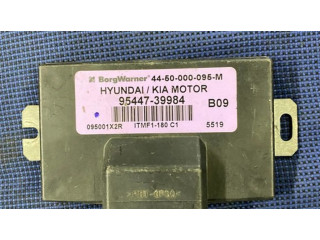 BorgWarner 44-50-000-095-M
HYUNDAI / KIA MOTOR
95447-39984 B09
095001X2R ITMF1-180 C1 5519